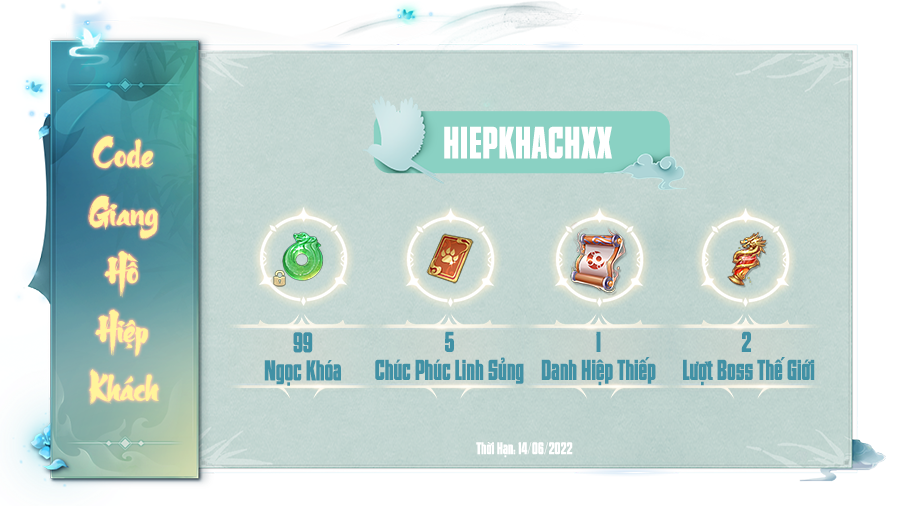 Code
Giang
Hồ
Hiệp
Khách
HIEPKHACHXX
99
Ngọc Khóa
5
Chúc Phúc Linh Sủng
1
Danh Hiệp Thiếp
2
Lượt Boss Thế Giới
Thời Hạn: 14/06/2022